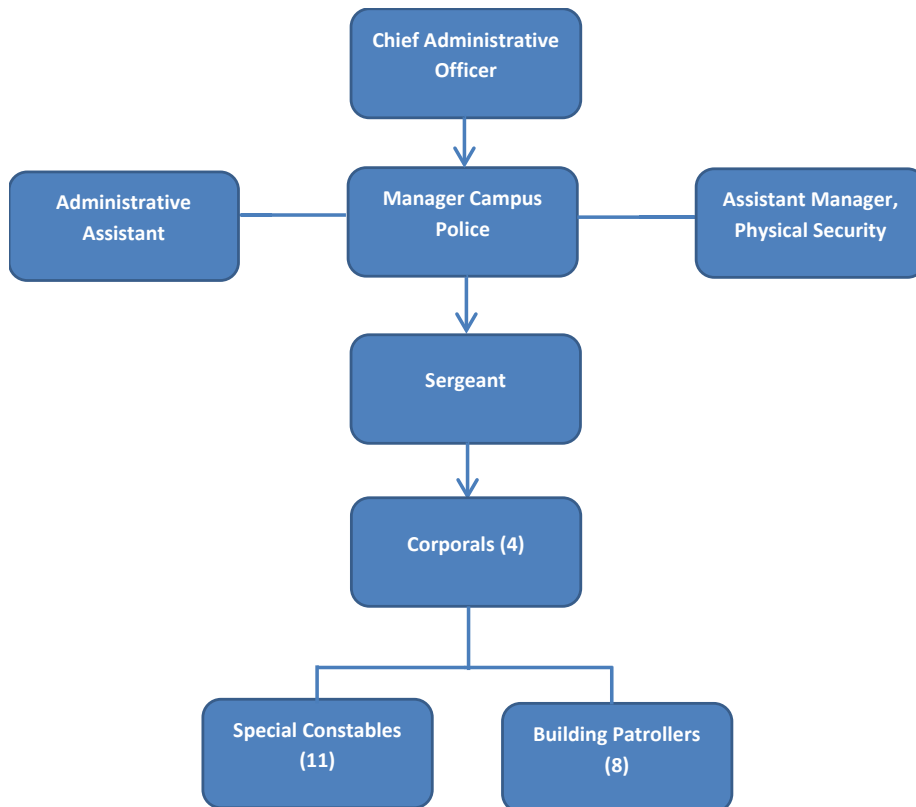 Chief Administrative
Officer
Administrative
Assistant
Manager Campus
Police
Assistant Manager,
Physical Security
Sergeant
Corporals (4)
Special Constables
(11)
Building Patrollers
(8)